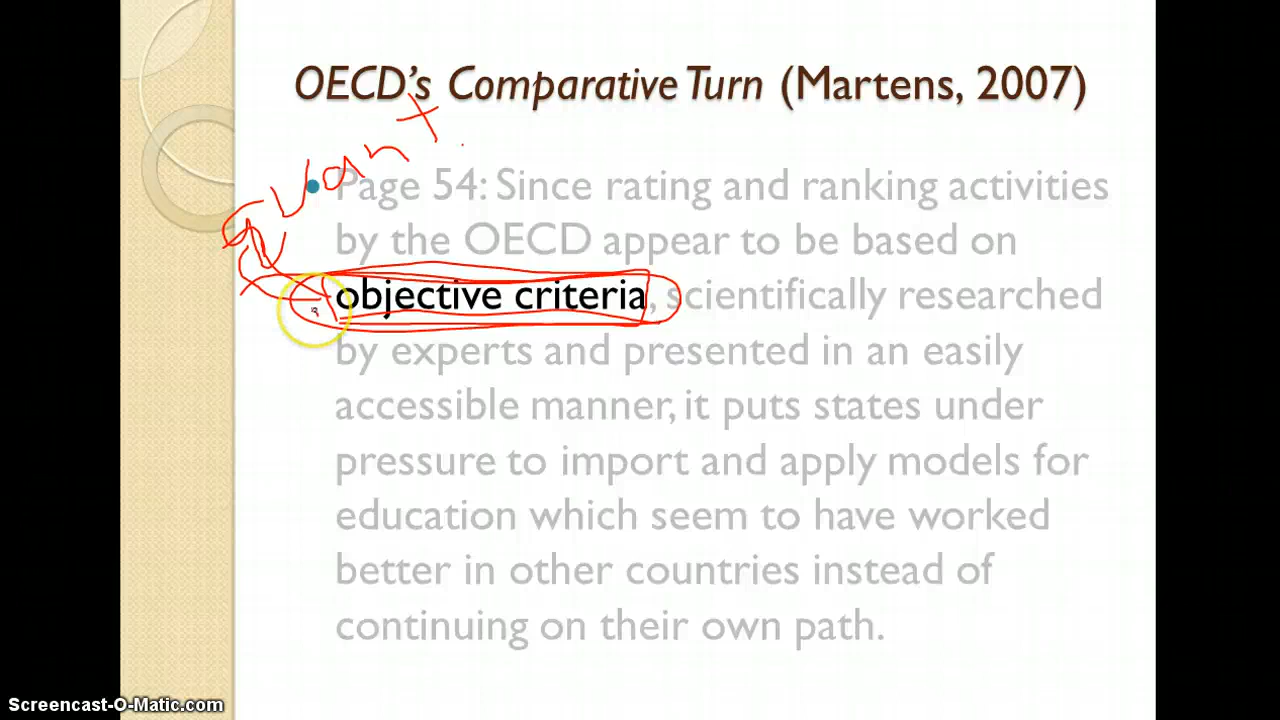 OECD's Comparative Turn (Martens, 2007)
quant
Page 54: Since rating and ranking activities
by the OECD appear to be based on
objective criteria, scientifically researched
by experts and presented in an easily
accessible manner, it puts states under
pressure to import and apply models for
education which seem to have worked
better in other countries instead of
continuing on their own path.
Screencast-O-Matic.com